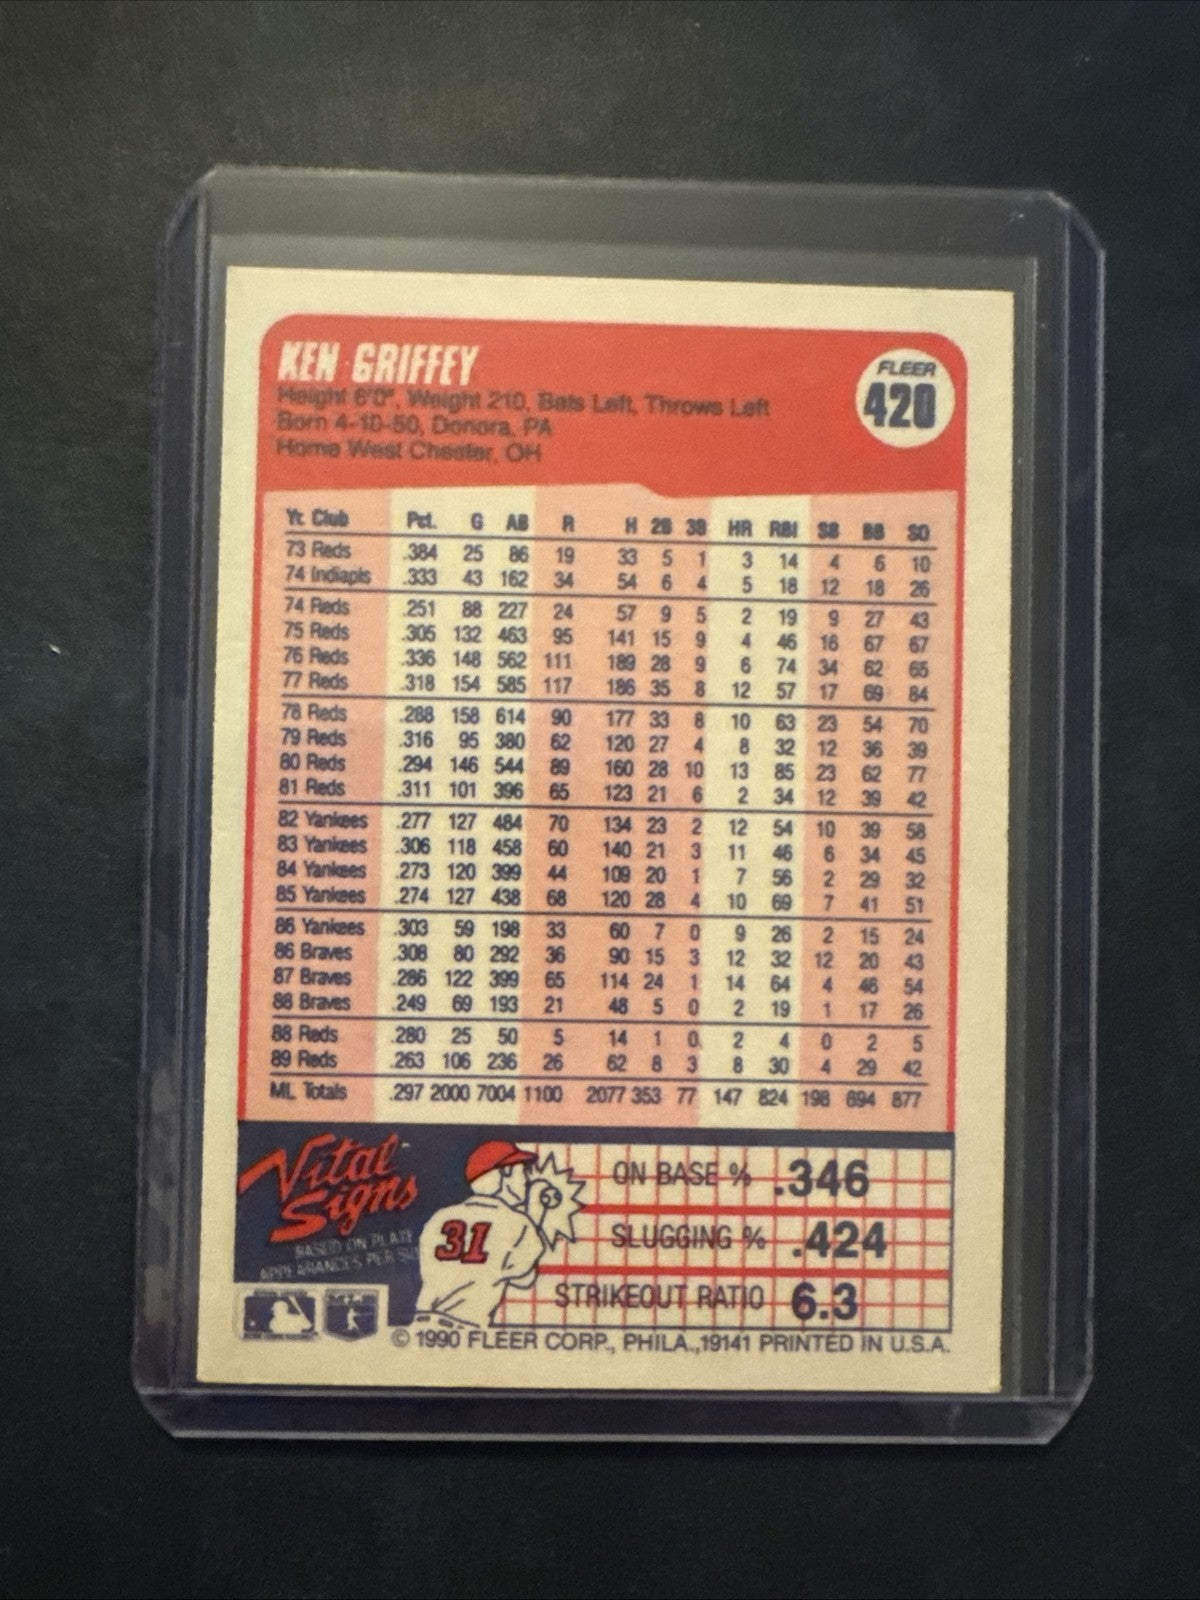 KEN GRIFFEY
FLEER
420
Height 6'0", Weight 210, Bats Left, Throws Left
Born 4-10-50, Donora, PA
Home West Chester, OH
Yr. Club Pct. G AB R H 2B 3B HR RBI SB BB SO
73 Reds .384 25 86 19 33 5 1 3 14 4 6 10
74 Indiapls .333 43 162 34 54 6 4 5 18 12 18 26
74 Reds .251 88 227 24 57 9 5 2 19 9 27 43
75 Reds .305 132 463 95 141 15 9 4 46 16 67 67
76 Reds .336 148 562 111 189 28 9 6 74 34 62 65
77 Reds .318 154 585 117 186 35 8 12 57 17 69 84
78 Reds .288 158 614 90 177 33 8 10 63 23 54 70
79 Reds .316 95 380 62 120 27 4 8 32 12 36 39
80 Reds .294 146 544 89 160 28 10 13 85 23 62 77
81 Reds .311 101 396 65 123 21 6 2 34 12 39 42
82 Yankees .277 127 484 70 134 23 2 12 54 10 39 58
83 Yankees .306 118 458 60 140 21 3 11 46 6 34 45
84 Yankees .273 120 399 44 109 20 1 7 56 2 29 32
85 Yankees .274 127 438 68 120 28 4 10 69 7 41 51
86 Yankees .303 59 198 33 60 7 0 9 26 2 15 24
86 Braves .308 80 292 36 90 15 3 12 32 12 20 43
87 Braves .286 122 399 65 114 24 1 14 64 4 46 54
88 Braves .249 69 193 21 48 5 0 2 19 1 17 26
88 Reds .280 25 50 5 14 1 0 2 4 0 2 5
89 Reds .263 106 236 26 62 8 3 8 30 4 29 42
ML Totals .297 2000 7004 1100 2077 353 77 147 824 198 694 877
Vital
Signs
BASED ON PLATE
APPEARANCES PER
31
ON BASE % .346
SLUGGING % .424
STRIKEOUT RATIO 6.3
© 1990 FLEER CORP., PHILA.,19141 PRINTED IN U.S.A.